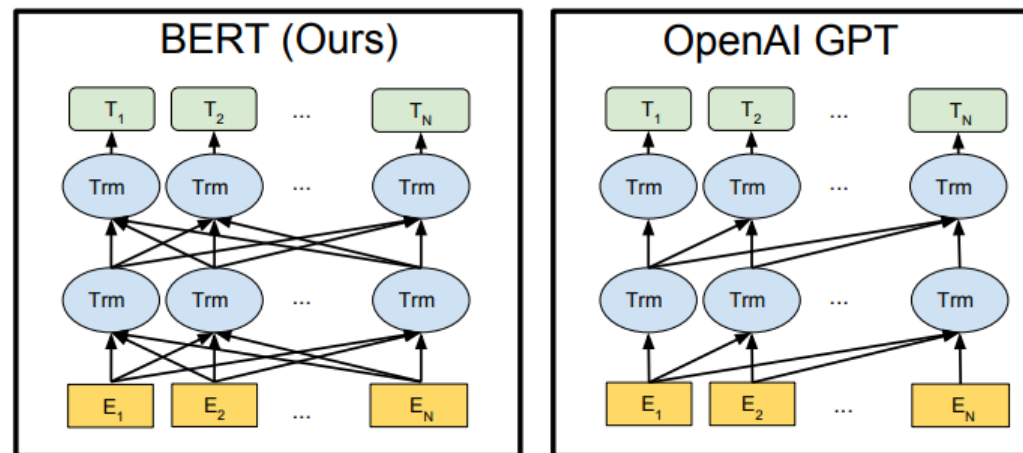 BERT (Ours)
T1 T2 ... TN
Trm Trm ... Trm
Trm Trm ... Trm
E1 E2 ... EN
OpenAI GPT
T1 T2 ... TN
Trm Trm ... Trm
Trm Trm ... Trm
E1 E2 ... EN